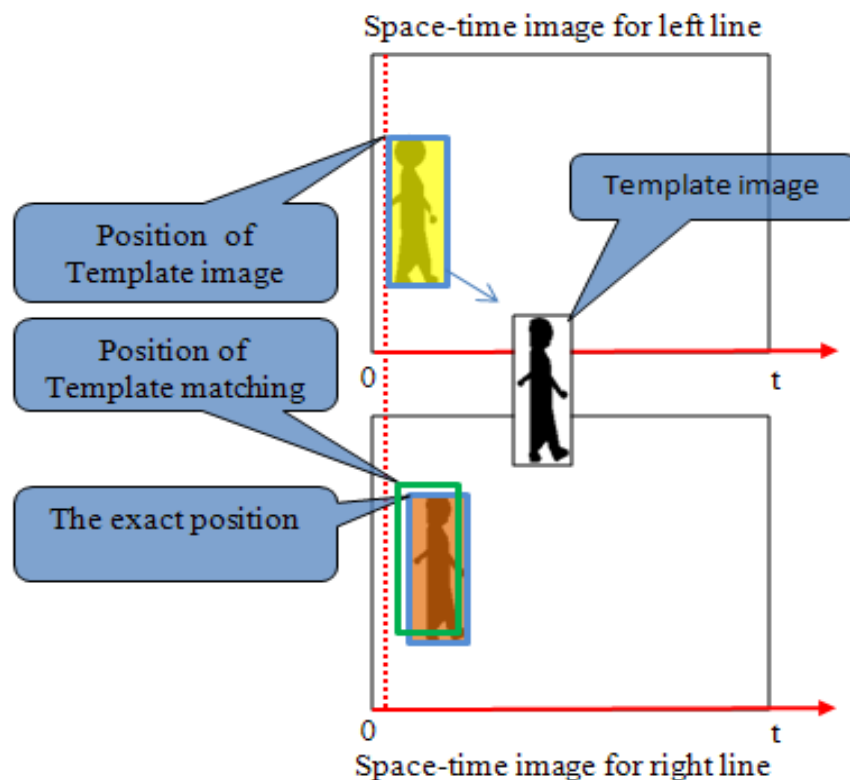 Space-time image for left line
Template image
Position of
Template image
Position of
Template matching
0
t
The exact position
0
t
Space-time image for right line